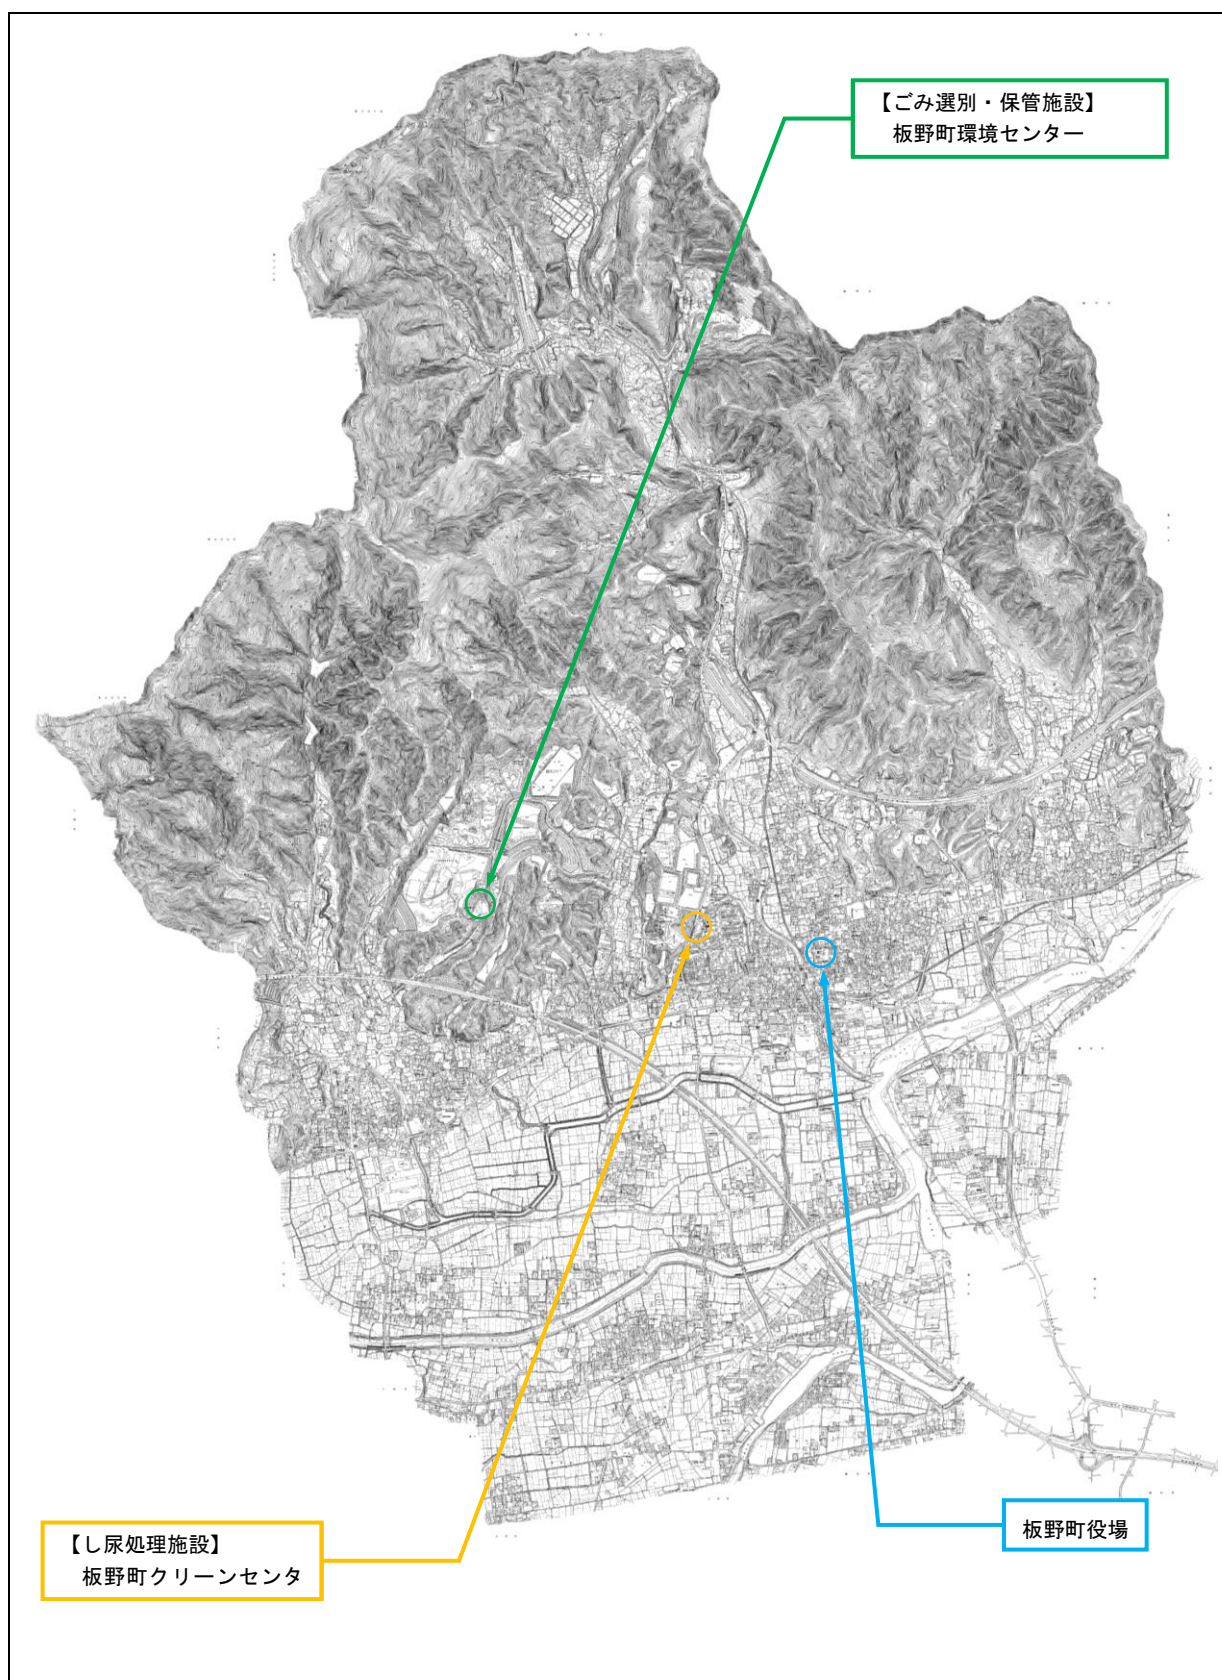 【ごみ選別・保管施設】
板野町環境センター
【し尿処理施設】
板野町クリーンセンタ
板野町役場